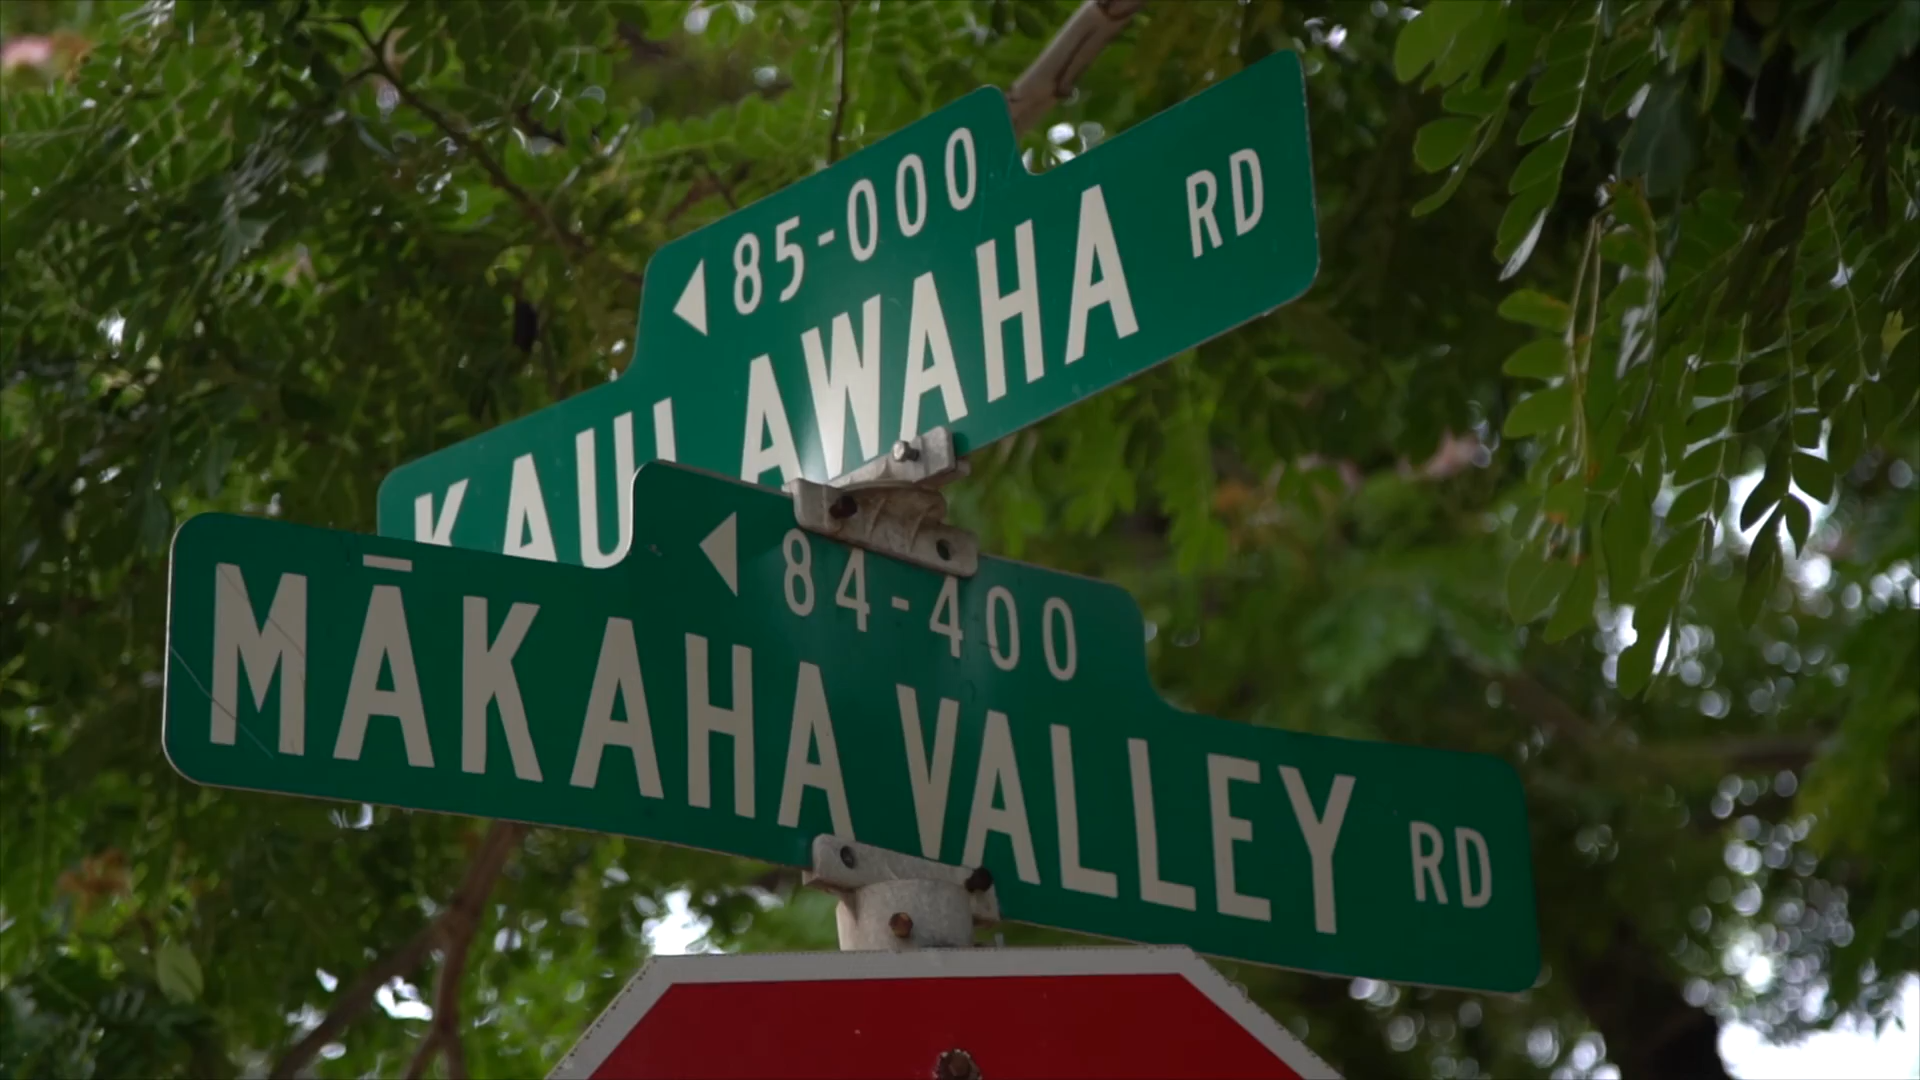 ◄ 85-000
KAULAWAHA RD
◄ 84-400
MĀKAHA VALLEY RD